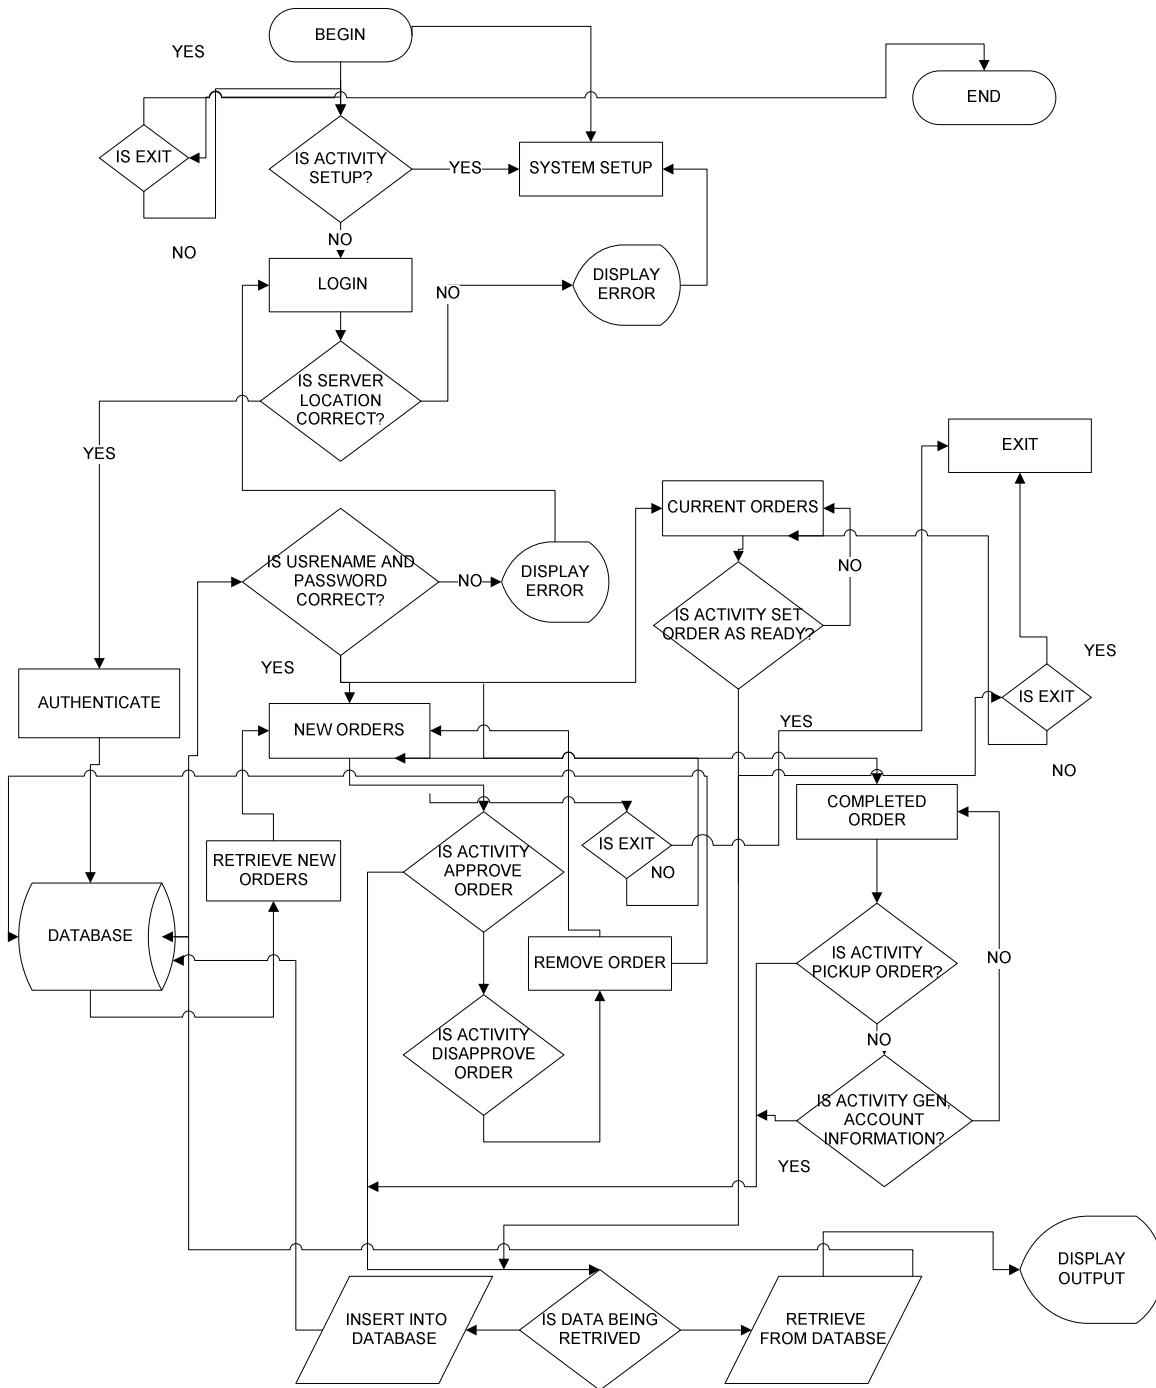 BEGIN
YES
END
IS EXIT
IS ACTIVITY
SETUP?
YES
SYSTEM SETUP
NO
NO
LOGIN
DISPLAY
ERROR
NO
IS SERVER
LOCATION
CORRECT?
YES
EXIT
CURRENT ORDERS
IS USRENAME AND
PASSWORD
CORRECT?
NO
DISPLAY
ERROR
NO
IS ACTIVITY SET
ORDER AS READY?
YES
YES
AUTHENTICATE
IS EXIT
NEW ORDERS
YES
NO
COMPLETED
ORDER
RETRIEVE NEW
ORDERS
IS ACTIVITY
APPROVE
ORDER
IS EXIT
NO
DATABASE
REMOVE ORDER
IS ACTIVITY
PICKUP ORDER?
NO
IS ACTIVITY
DISAPPROVE
ORDER
NO
IS ACTIVITY GEN,
ACCOUNT
INFORMATION?
YES
DISPLAY
OUTPUT
INSERT INTO
DATABASE
IS DATA BEING
RETRIVED
RETRIEVE
FROM DATABSE